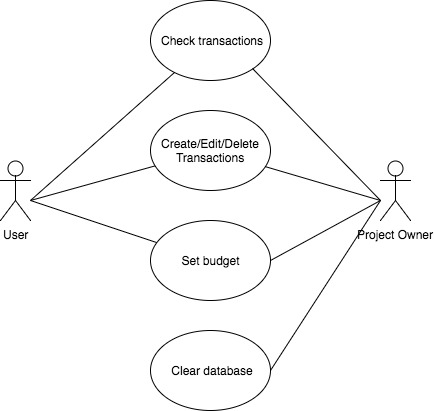 Check transactions
Create/Edit/Delete
Transactions
User
Project Owner
Set budget
Clear database